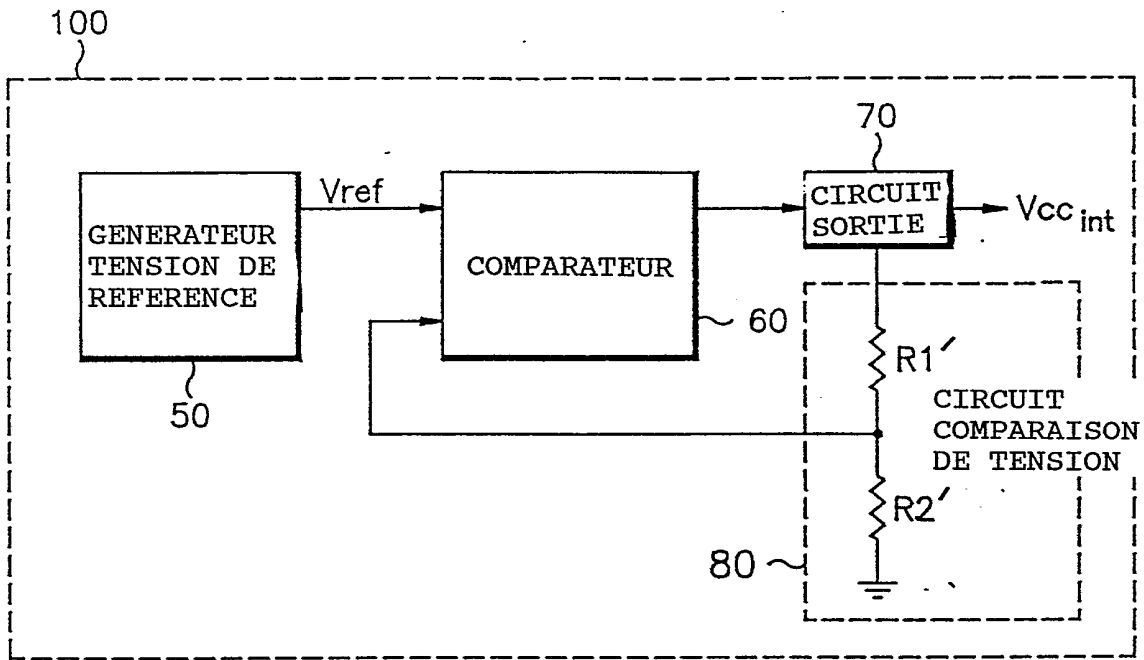 100
70
Vref
CIRCUIT
SORTIE
Vcc int
GENERATEUR
TENSION DE
REFERENCE
COMPARATEUR
60
50
R1′
CIRCUIT
COMPARAISON
DE TENSION
R2′
80